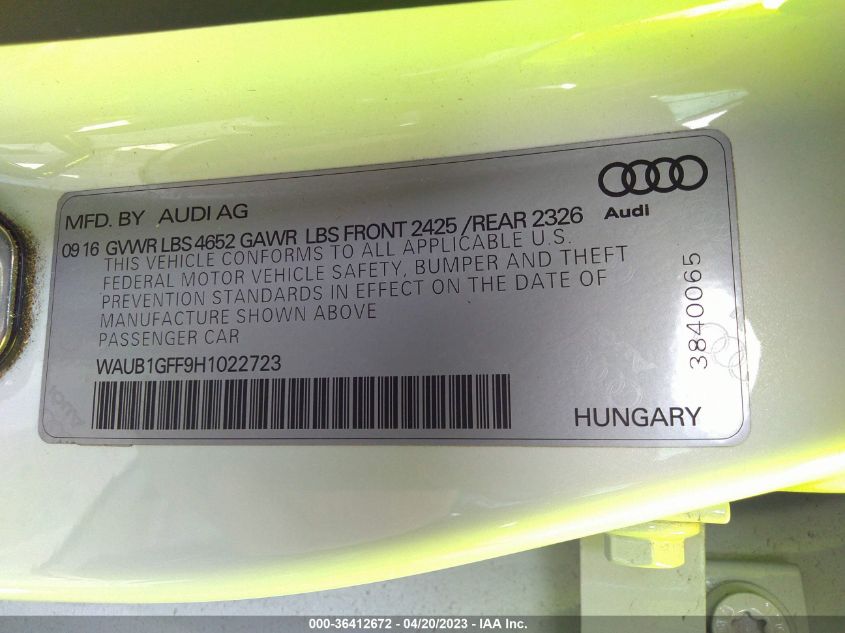 MFD. BY AUDI AG
Audi
09 16 GVWR LBS 4652 GAWR LBS FRONT 2425 /REAR 2326
THIS VEHICLE CONFORMS TO ALL APPLICABLE U.S.
FEDERAL MOTOR VEHICLE SAFETY, BUMPER AND THEFT
PREVENTION STANDARDS IN EFFECT ON THE DATE OF
MANUFACTURE SHOWN ABOVE
PASSENGER CAR
WAUB1GFF9H1022723
HUNGARY
3840065
000-36412672 - 04/20/2023 - IAA Inc.